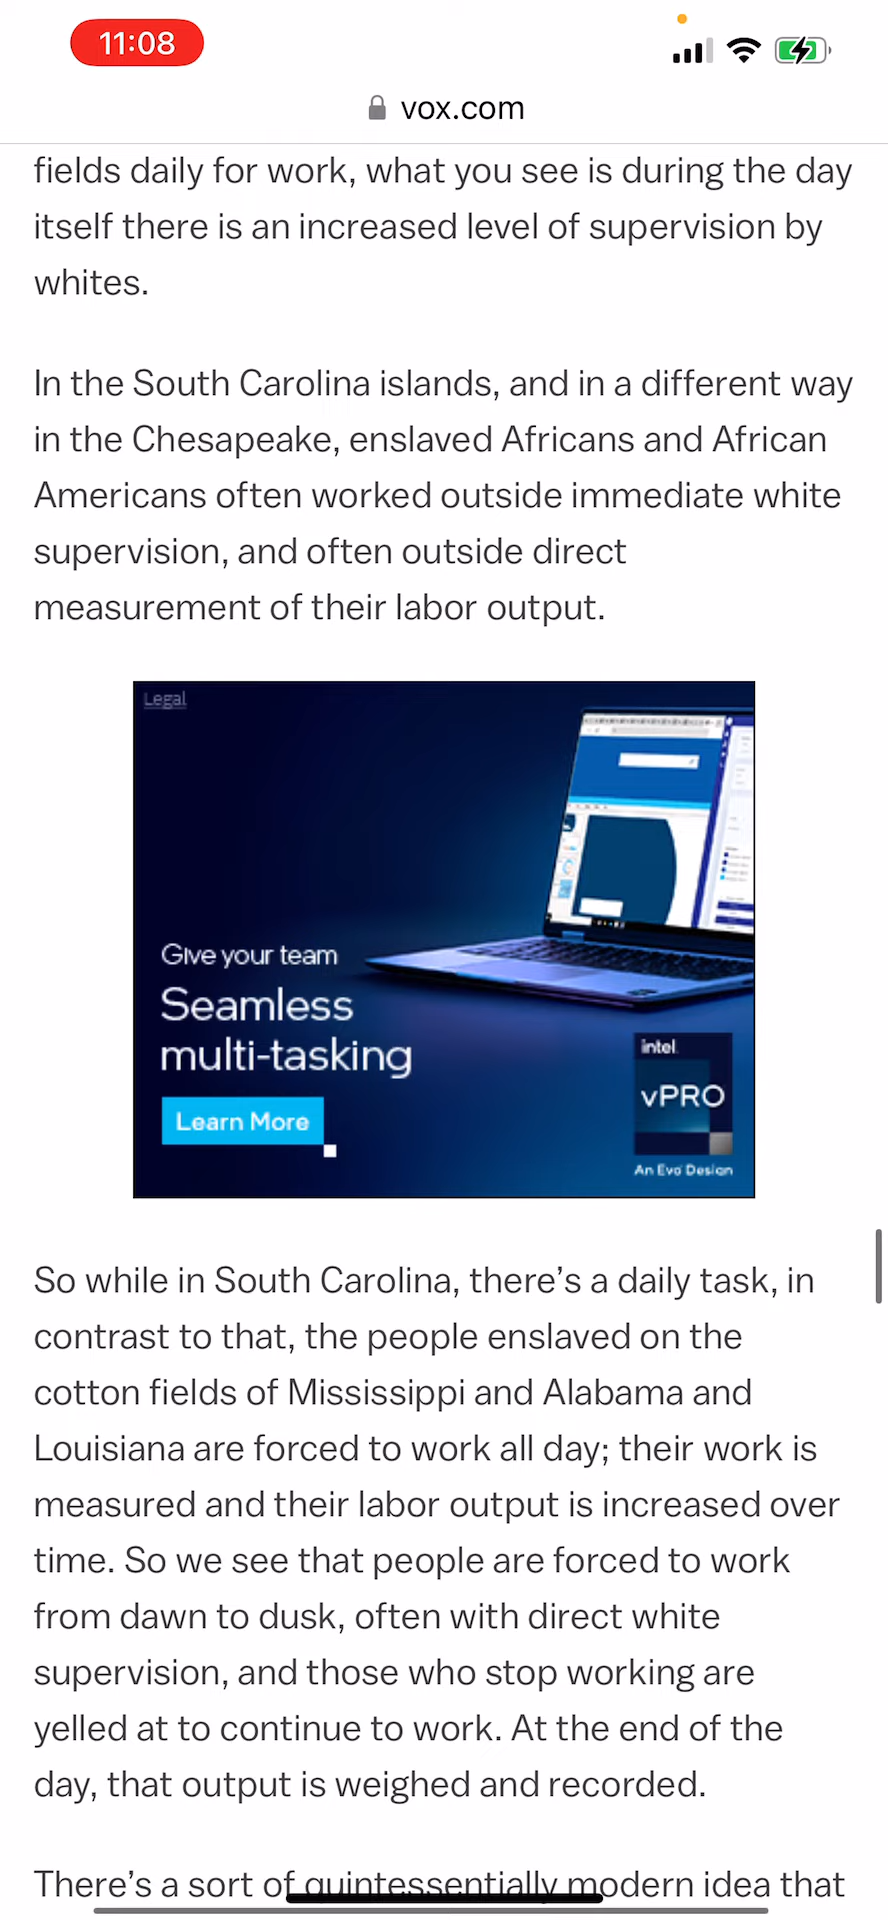 11:08
vox.com
fields daily for work, what you see is during the day
itself there is an increased level of supervision by
whites.
In the South Carolina islands, and in a different way
in the Chesapeake, enslaved Africans and African
Americans often worked outside immediate white
supervision, and often outside direct
measurement of their labor output.
Legal
Give your team
Seamless
multi-tasking
Learn More
intel.
vPRO
An Evo Design
So while in South Carolina, there’s a daily task, in
contrast to that, the people enslaved on the
cotton fields of Mississippi and Alabama and
Louisiana are forced to work all day; their work is
measured and their labor output is increased over
time. So we see that people are forced to work
from dawn to dusk, often with direct white
supervision, and those who stop working are
yelled at to continue to work. At the end of the
day, that output is weighed and recorded.
There’s a sort of quintessentially modern idea that